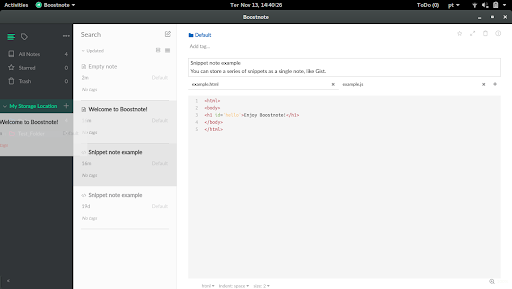 Activities
Boostnote
Ter Nov 13, 14:40:26
ToDo (0)
pt
Boostnote
All Notes 4
Starred 0
Trash 0
My Storage Location
Welcome to Boostnote!
Search
Updated
Empty note
2m Default
No tags
Welcome to Boostnote!
Snippet note example
16m Default
No tags
Snippet note example
19d Default
No tags
Default
Add tag...
Snippet note example
You can store a series of snippets as a single note, like Gist.
example.html
example.js
1 <html>
2 <body>
3 <h1 id='hello'>Enjoy Boostnote!</h1>
4 </body>
5 </html>
html
Indent: space
size: 2